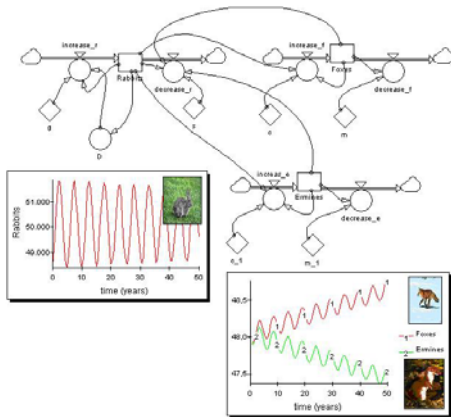 increase_r
Rabbits
decrease_r
g
D
increase_f
Foxes
decrease_f
m
increas_e
Ermines
decrease_e
c_1
m_1
Rabbits
51.000
50.000
49.000
0
10
20
30
40
50
time (years)
48,5
48,0
47,5
1 Foxes
2 Ermines
0
10
20
30
40
50
time (years)